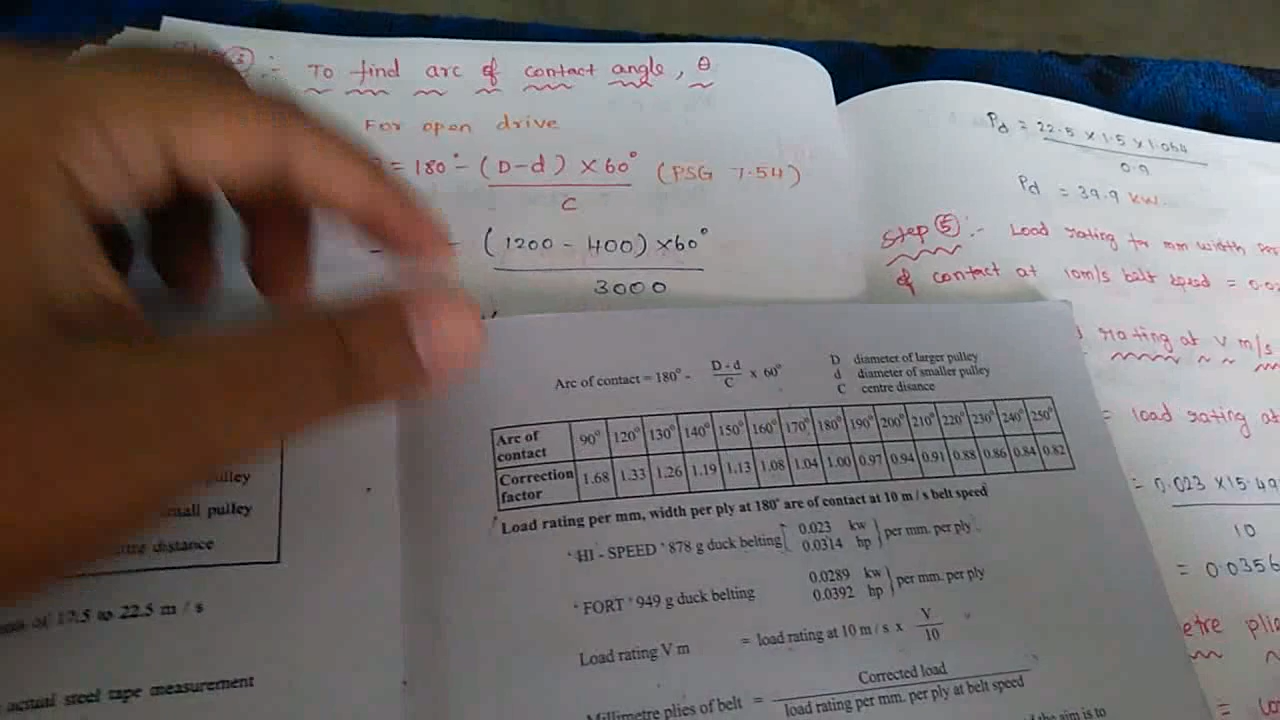 ③ :- To find arc of contact angle, θ
For open drive
= 180° - (D-d) × 60° (PSG 7.54)
C
(1200 - 400) × 60°
3000
Pd = 22.5 × 1.5 × 1.064
0.9
Pd = 39.9 kw.
Step ⑤ :- Load rating for mm width
of contact at 10m/s belt speed =
rating at V m/s
= load rating at
= 0.023 × 15.49
10
= 0.0356
plies
Arc of contact = 180° - D - d / C x 60°
D diameter of larger pulley
d diameter of smaller pulley
C centre disance
Arc of contact 90° 120° 130° 140° 150° 160° 170° 180° 190° 200° 210° 220° 230° 240° 250°
Correction factor 1.68 1.33 1.26 1.19 1.13 1.08 1.04 1.00 0.97 0.94 0.91 0.88 0.86 0.84 0.82
Load rating per mm, width per ply at 180° are of contact at 10 m / s belt speed
' HI - SPEED ' 878 g duck belting 0.023 kw per mm. per ply
0.0314 hp
' FORT ' 949 g duck belting 0.0289 kw per mm. per ply
0.0392 hp
Load rating V m = load rating at 10 m / s x V / 10
Millimetre plies of belt = Corrected load
load rating per mm. per ply at belt speed
the aim is to
pulley
small pulley
distance
17.5 to 22.5 m / s
actual steel tape measurement